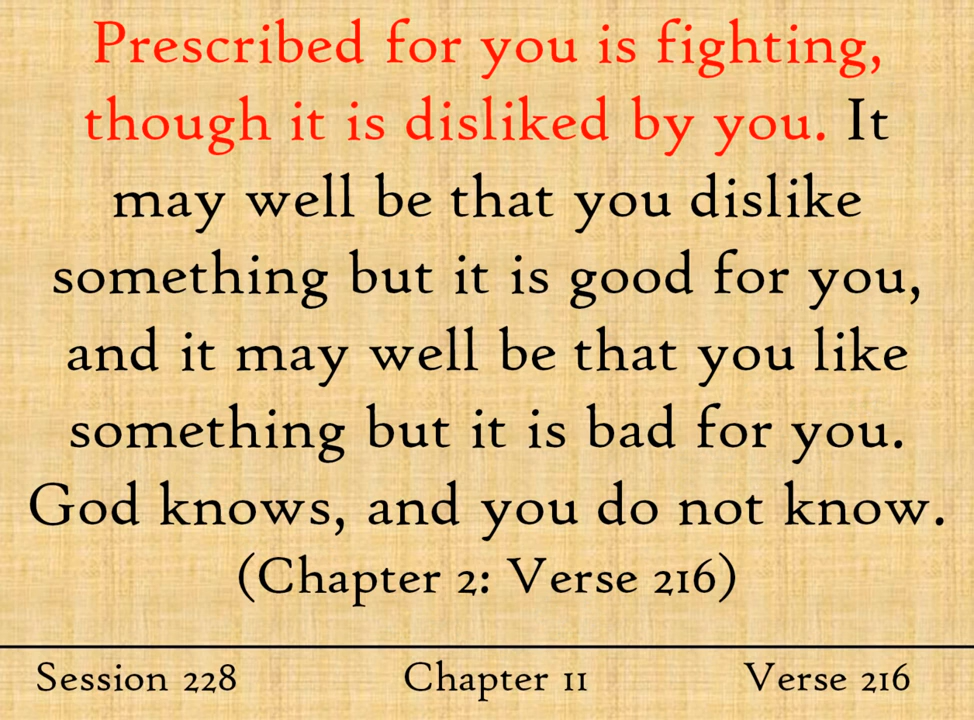 Prescribed for you is fighting,
though it is disliked by you. It
may well be that you dislike
something but it is good for you,
and it may well be that you like
something but it is bad for you.
God knows, and you do not know.
(Chapter 2: Verse 216)
Session 228 Chapter 11 Verse 216